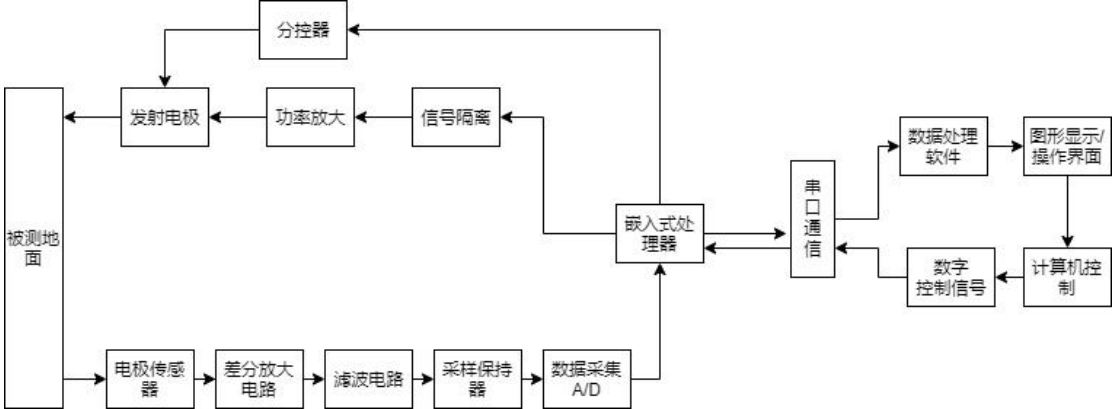 分控器
发射电极
功率放大
信号隔离
数据处理
软件
图形显示/
操作界面
串
口
通
信
被测地
面
嵌入式处
理器
数字
控制信号
计算机控
制
电极传感
器
差分放大
电路
滤波电路
采样保持
器
数据采集
A/D